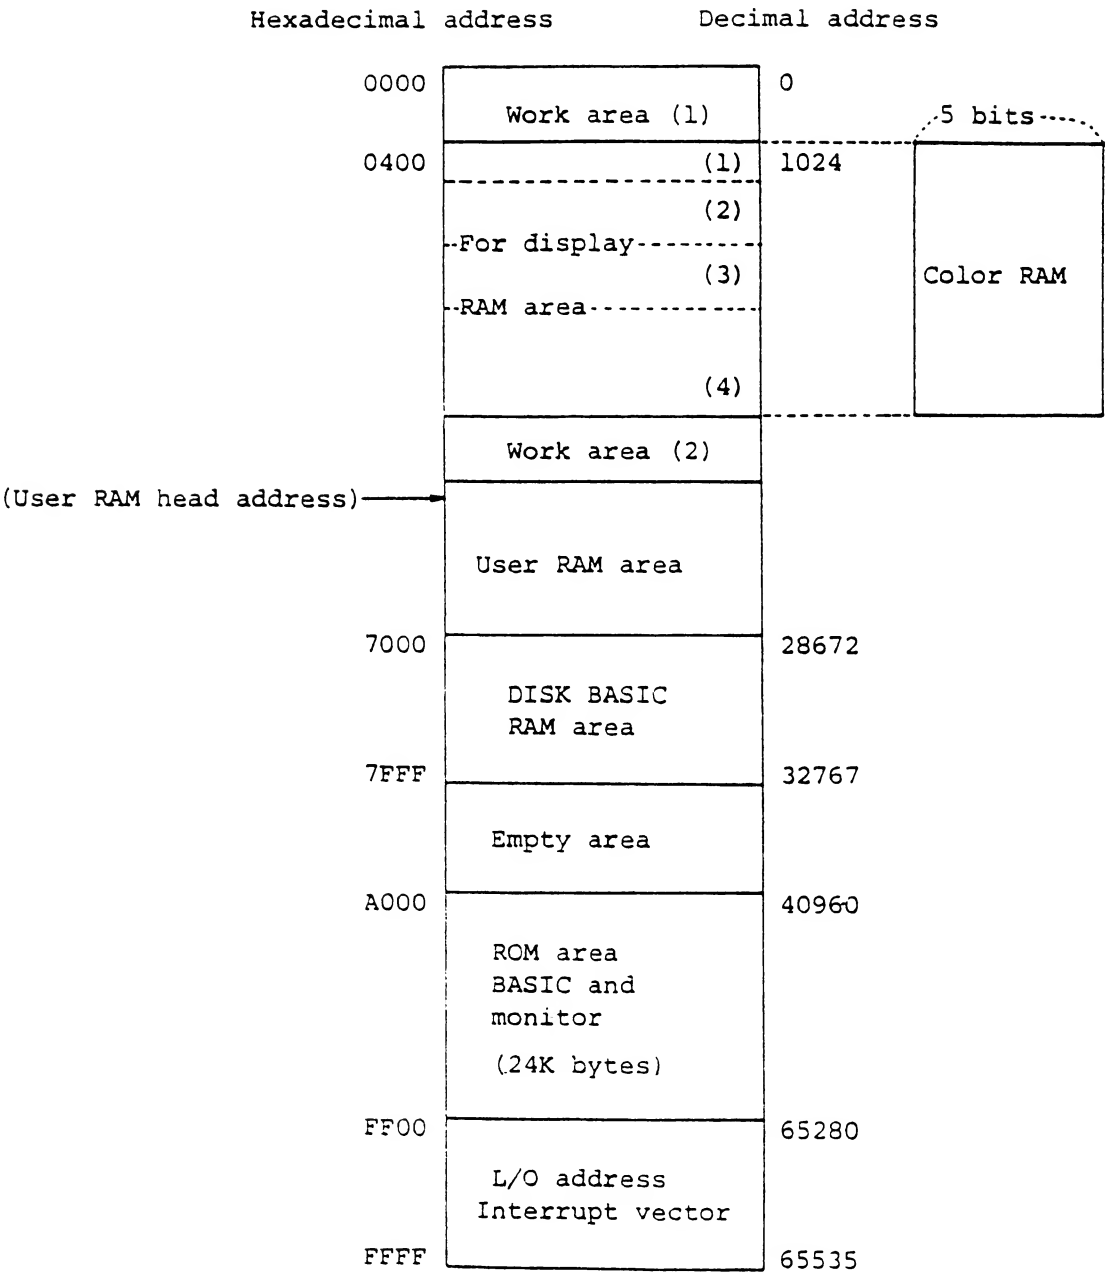 Hexadecimal address Decimal address
0000 0
Work area (1)
5 bits
0400 (1) 1024
(2)
For display
(3) Color RAM
RAM area
(4)
Work area (2)
(User RAM head address)
User RAM area
7000 28672
DISK BASIC
RAM area
7FFF 32767
Empty area
A000 40960
ROM area
BASIC and
monitor
(24K bytes)
FF00 65280
L/O address
Interrupt vector
FFFF 65535